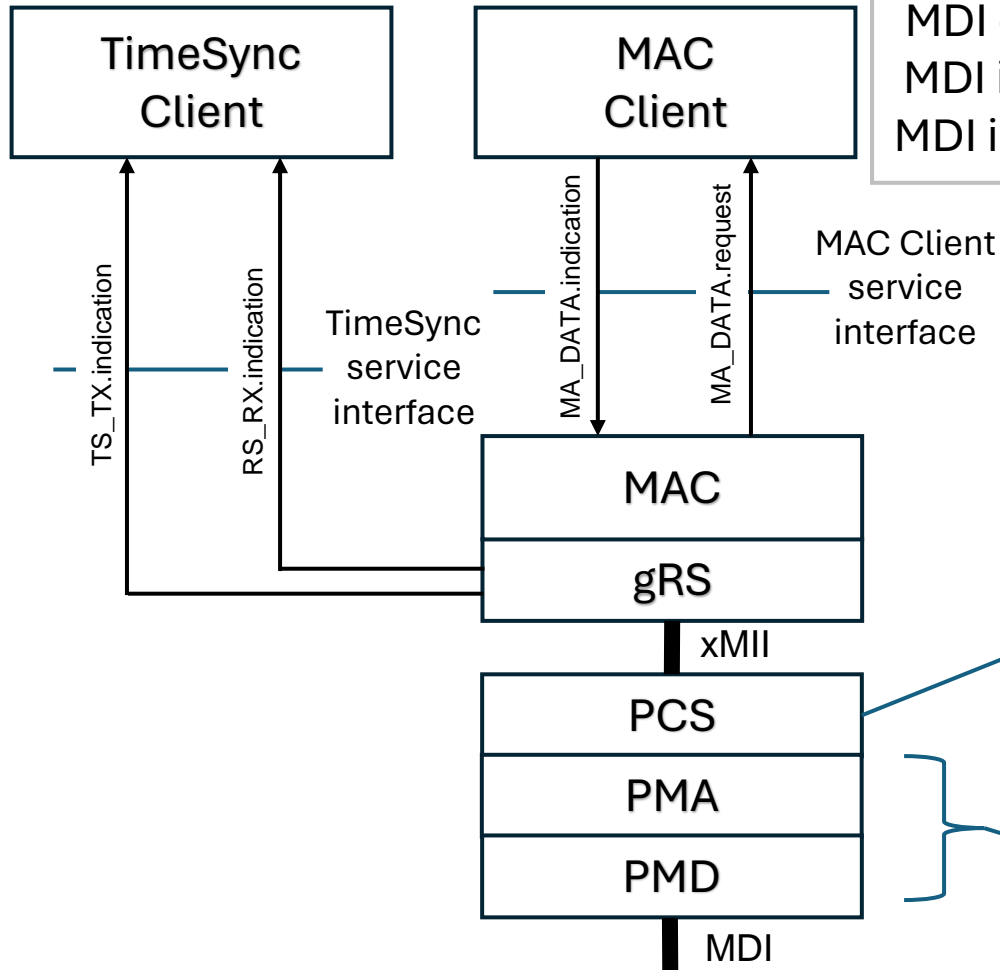 TimeSync
Client
MAC
Client
MDI
MDI i
MDI i
TS_TX.indication
RS_RX.indication
TimeSync
service
interface
MA_DATA.indication
MA_DATA.request
MAC Client
service
interface
MAC
gRS
xMII
PCS
PMA
PMD
MDI